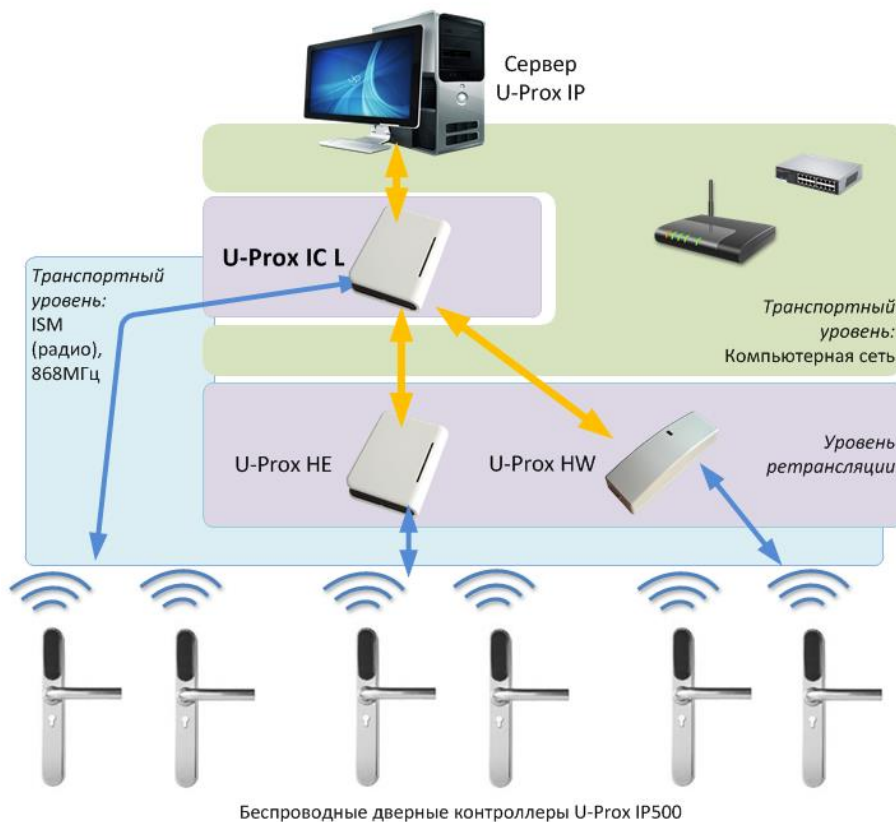 Сервер
U-Prox IP
U-Prox IC L
Транспортный
уровень:
ISM
(радио),
868МГц
Транспортный
уровень:
Компьютерная сеть
U-Prox HE
U-Prox HW
Уровень
ретрансляции
Беспроводные дверные контроллеры U-Prox IP500